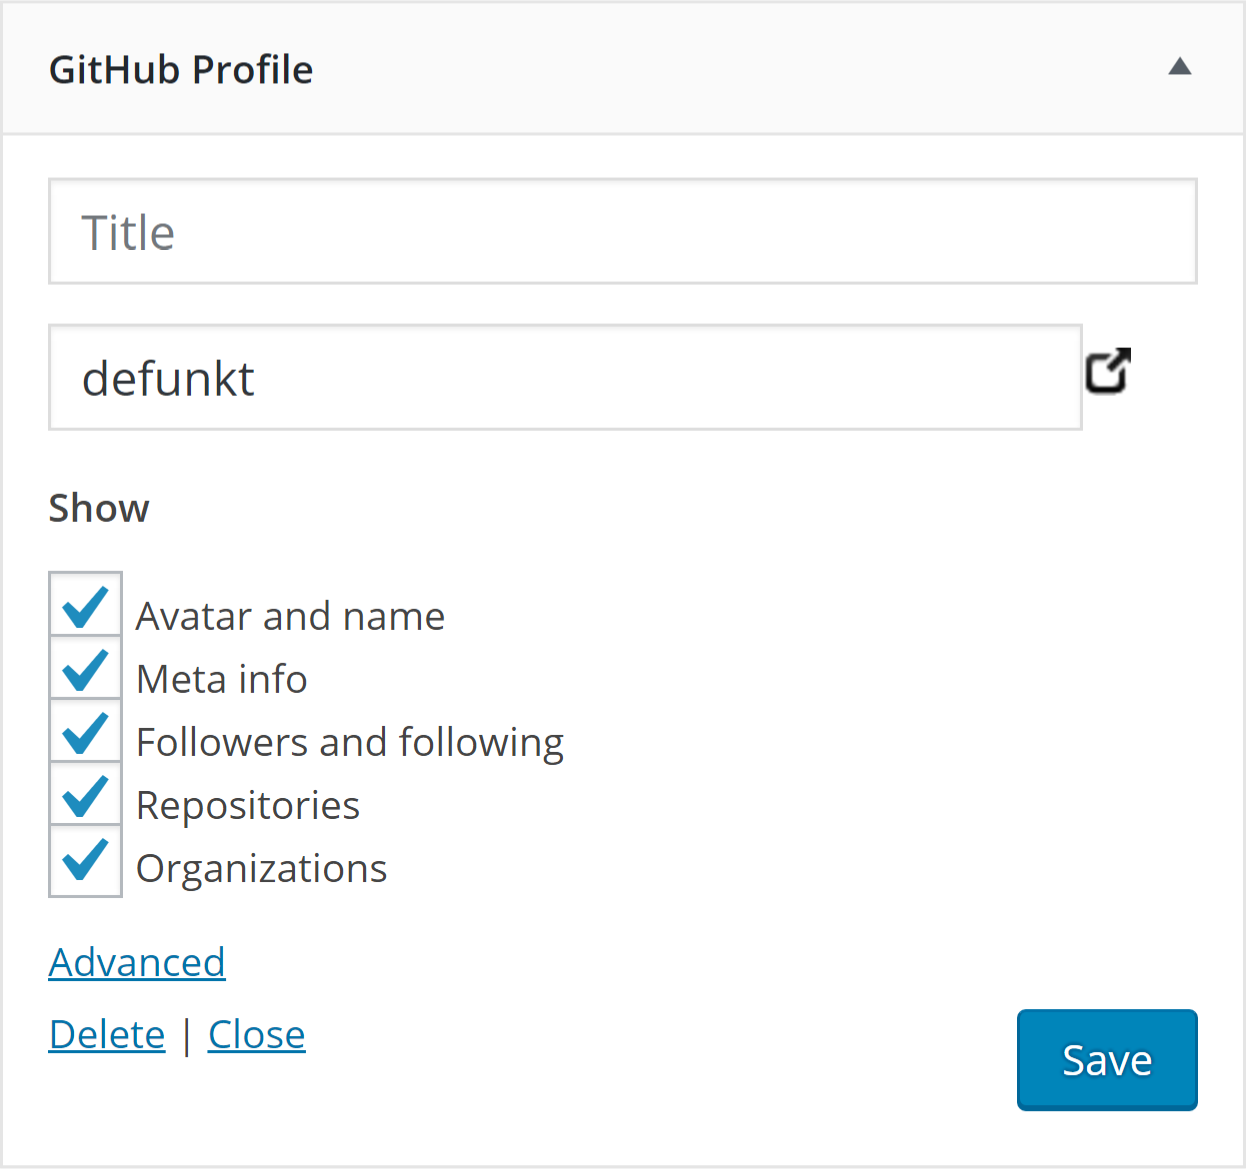 GitHub Profile
Title
defunkt
Show
Avatar and name
Meta info
Followers and following
Repositories
Organizations
Advanced
Delete | Close
Save